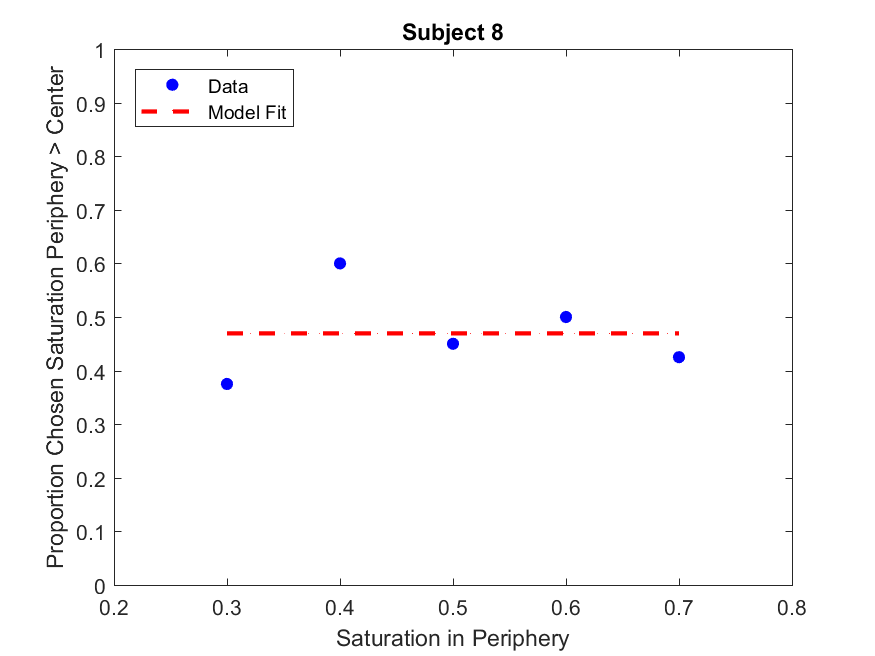 Subject 8
Data
Model Fit
Proportion Chosen Saturation Periphery > Center
1
0.9
0.8
0.7
0.6
0.5
0.4
0.3
0.2
0.1
0
0.2 0.3 0.4 0.5 0.6 0.7 0.8
Saturation in Periphery